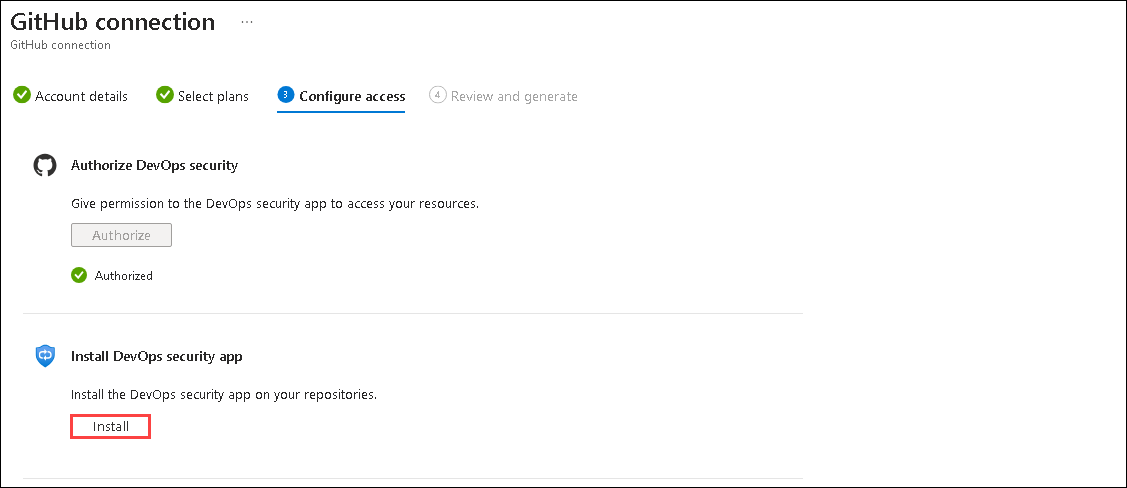 GitHub connection ...
GitHub connection
Account details Select plans 3 Configure access 4 Review and generate
Authorize DevOps security
Give permission to the DevOps security app to access your resources.
Authorize
Authorized
Install DevOps security app
Install the DevOps security app on your repositories.
Install